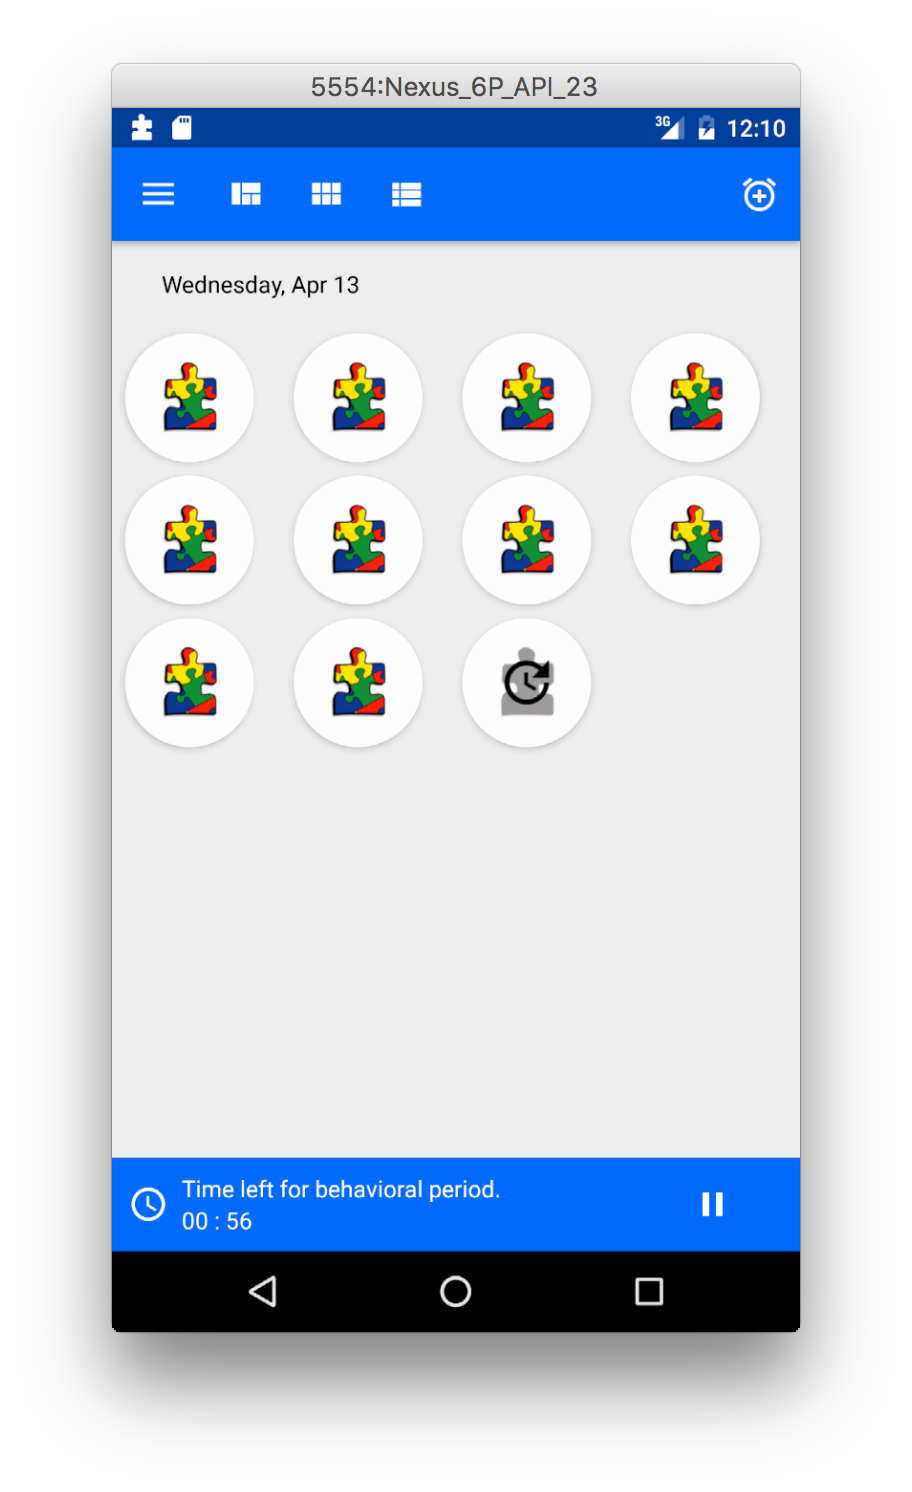 5554:Nexus_6P_API_23
3G 12:10
Wednesday, Apr 13
Time left for behavioral period.
00 : 56